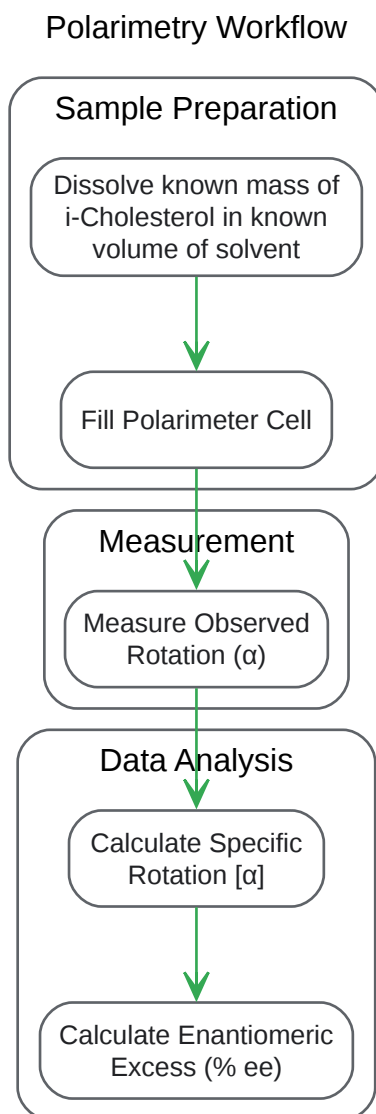 Polarimetry Workflow
Sample Preparation
Dissolve known mass of
i-Cholesterol in known
volume of solvent
Fill Polarimeter Cell
Measurement
Measure Observed
Rotation (α)
Data Analysis
Calculate Specific
Rotation [α]
Calculate Enantiomeric
Excess (% ee)